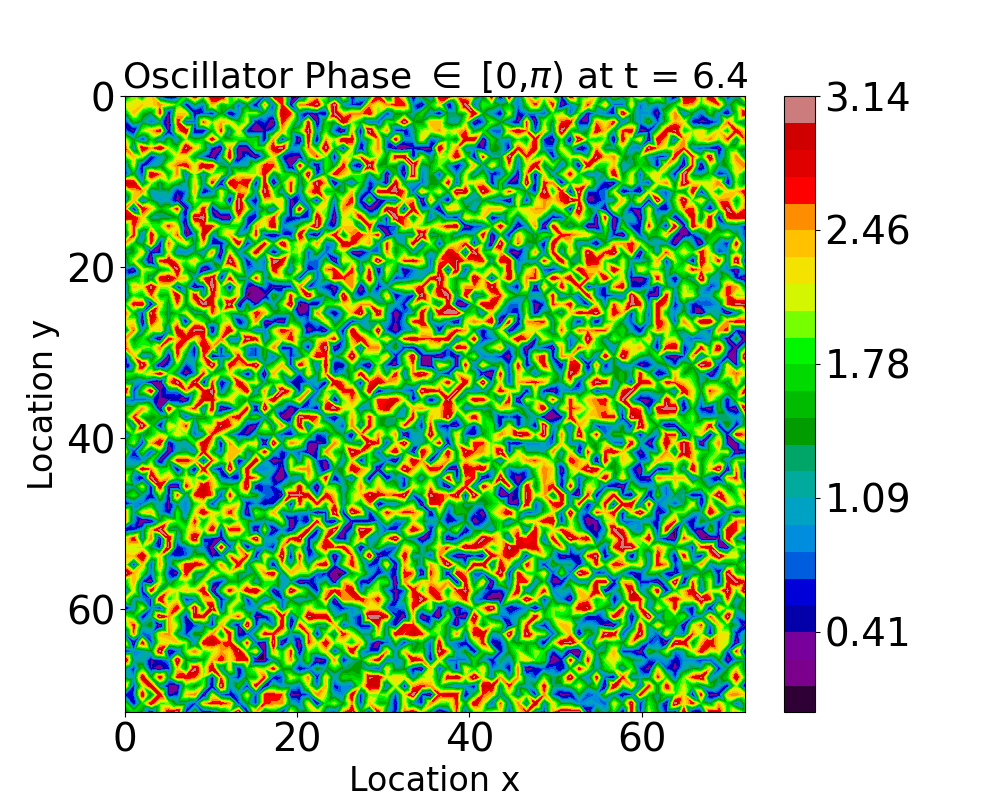 Oscillator Phase ∈ [0,π) at t = 6.4
0
20
40
60
Location y
0 20 40 60
Location x
3.14
2.46
1.78
1.09
0.41